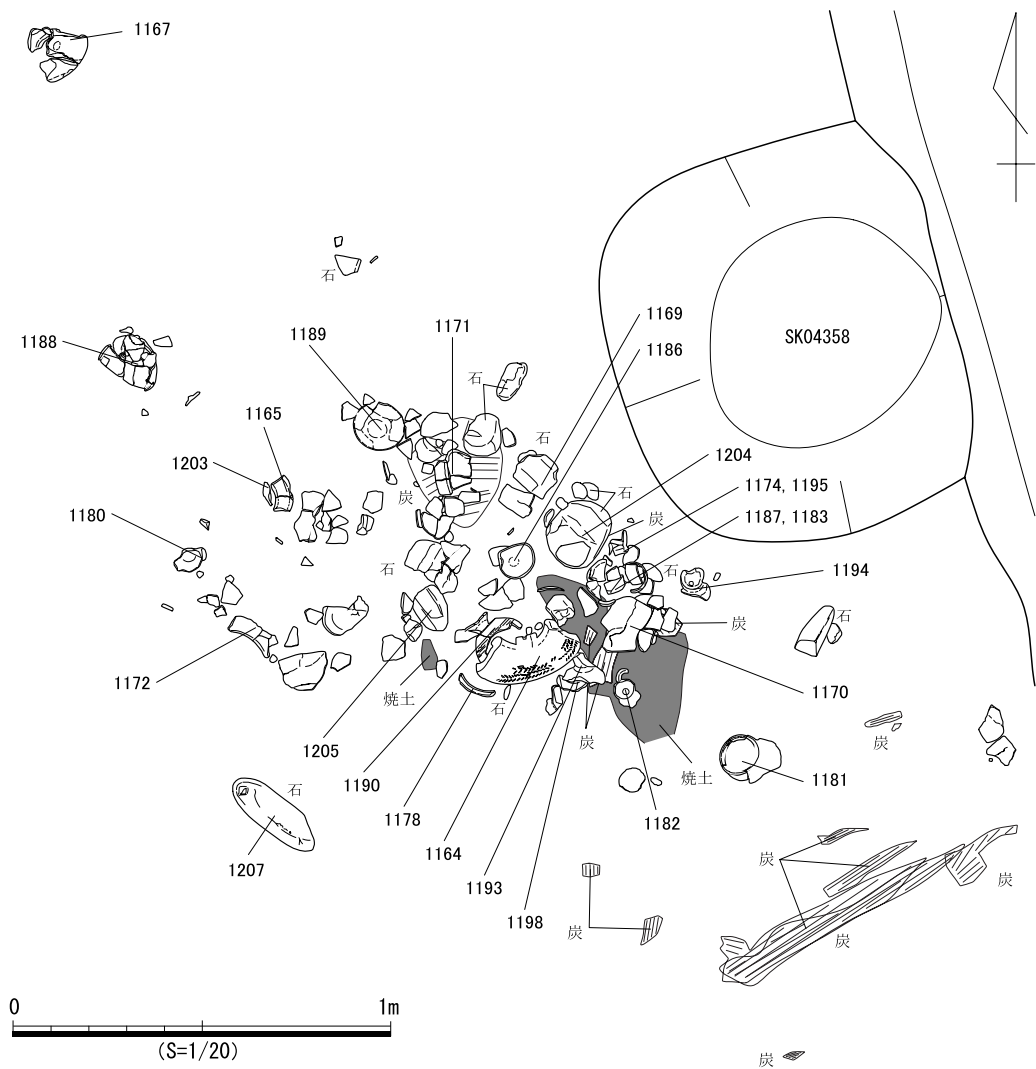 1167
石
1169
1189
1171
1186
SK04358
1188
石
1165
石
1204
1203
石
1174, 1195
炭
炭
1187, 1183
1180
石
石
1194
石
炭
1172
1170
焼土
石
炭
炭
1205
焼土
1190
1181
石
1178
1182
1164
炭
1207
1193
炭
1198
炭
炭
0
1m
(S=1/20)
炭